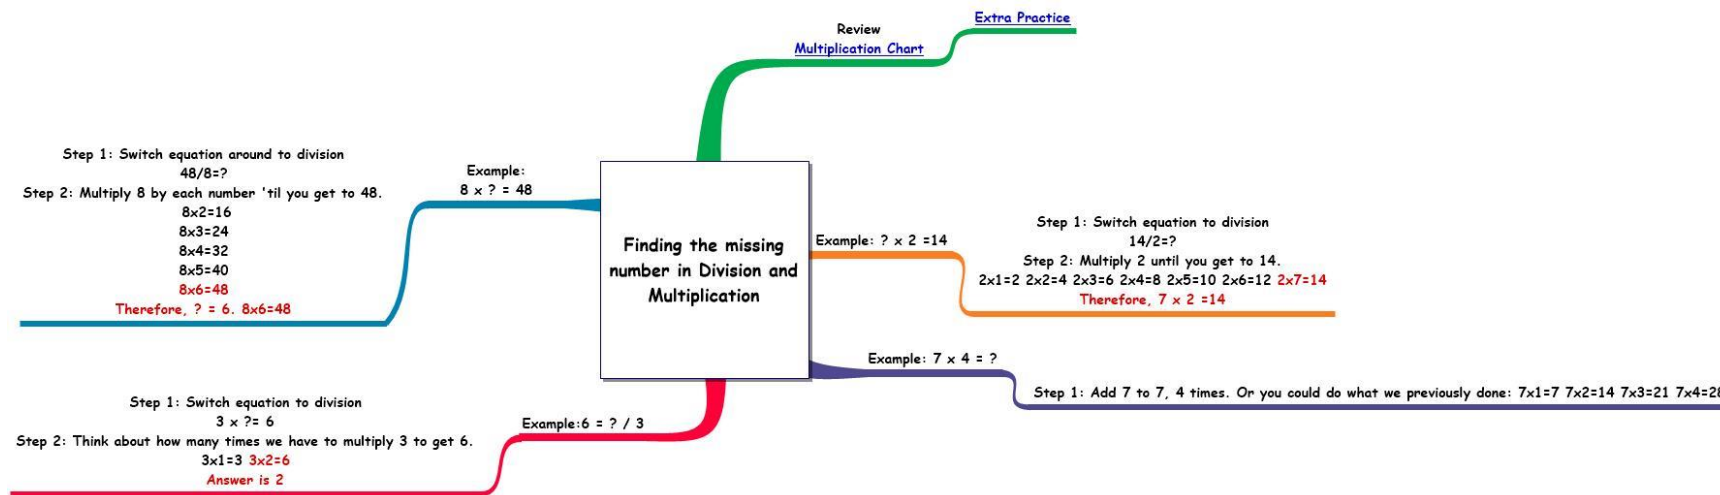 Extra Practice
Review
Multiplication Chart
Step 1: Switch equation around to division
48/8=?
Step 2: Multiply 8 by each number 'til you get to 48.
8x2=16
8x3=24
8x4=32
8x5=40
8x6=48
Therefore, ? = 6. 8x6=48
Example:
8 x ? = 48
Finding the missing
number in Division and
Multiplication
Example: ? x 2 =14
Step 1: Switch equation to division
14/2=?
Step 2: Multiply 2 until you get to 14.
2x1=2 2x2=4 2x3=6 2x4=8 2x5=10 2x6=12 2x7=14
Therefore, 7 x 2 =14
Example: 7 x 4 = ?
Step 1: Add 7 to 7, 4 times. Or you could do what we previously done: 7x1=7 7x2=14 7x3=21 7x4=28
Step 1: Switch equation to division
3 x ?= 6
Step 2: Think about how many times we have to multiply 3 to get 6.
3x1=3 3x2=6
Answer is 2
Example:6 = ? / 3